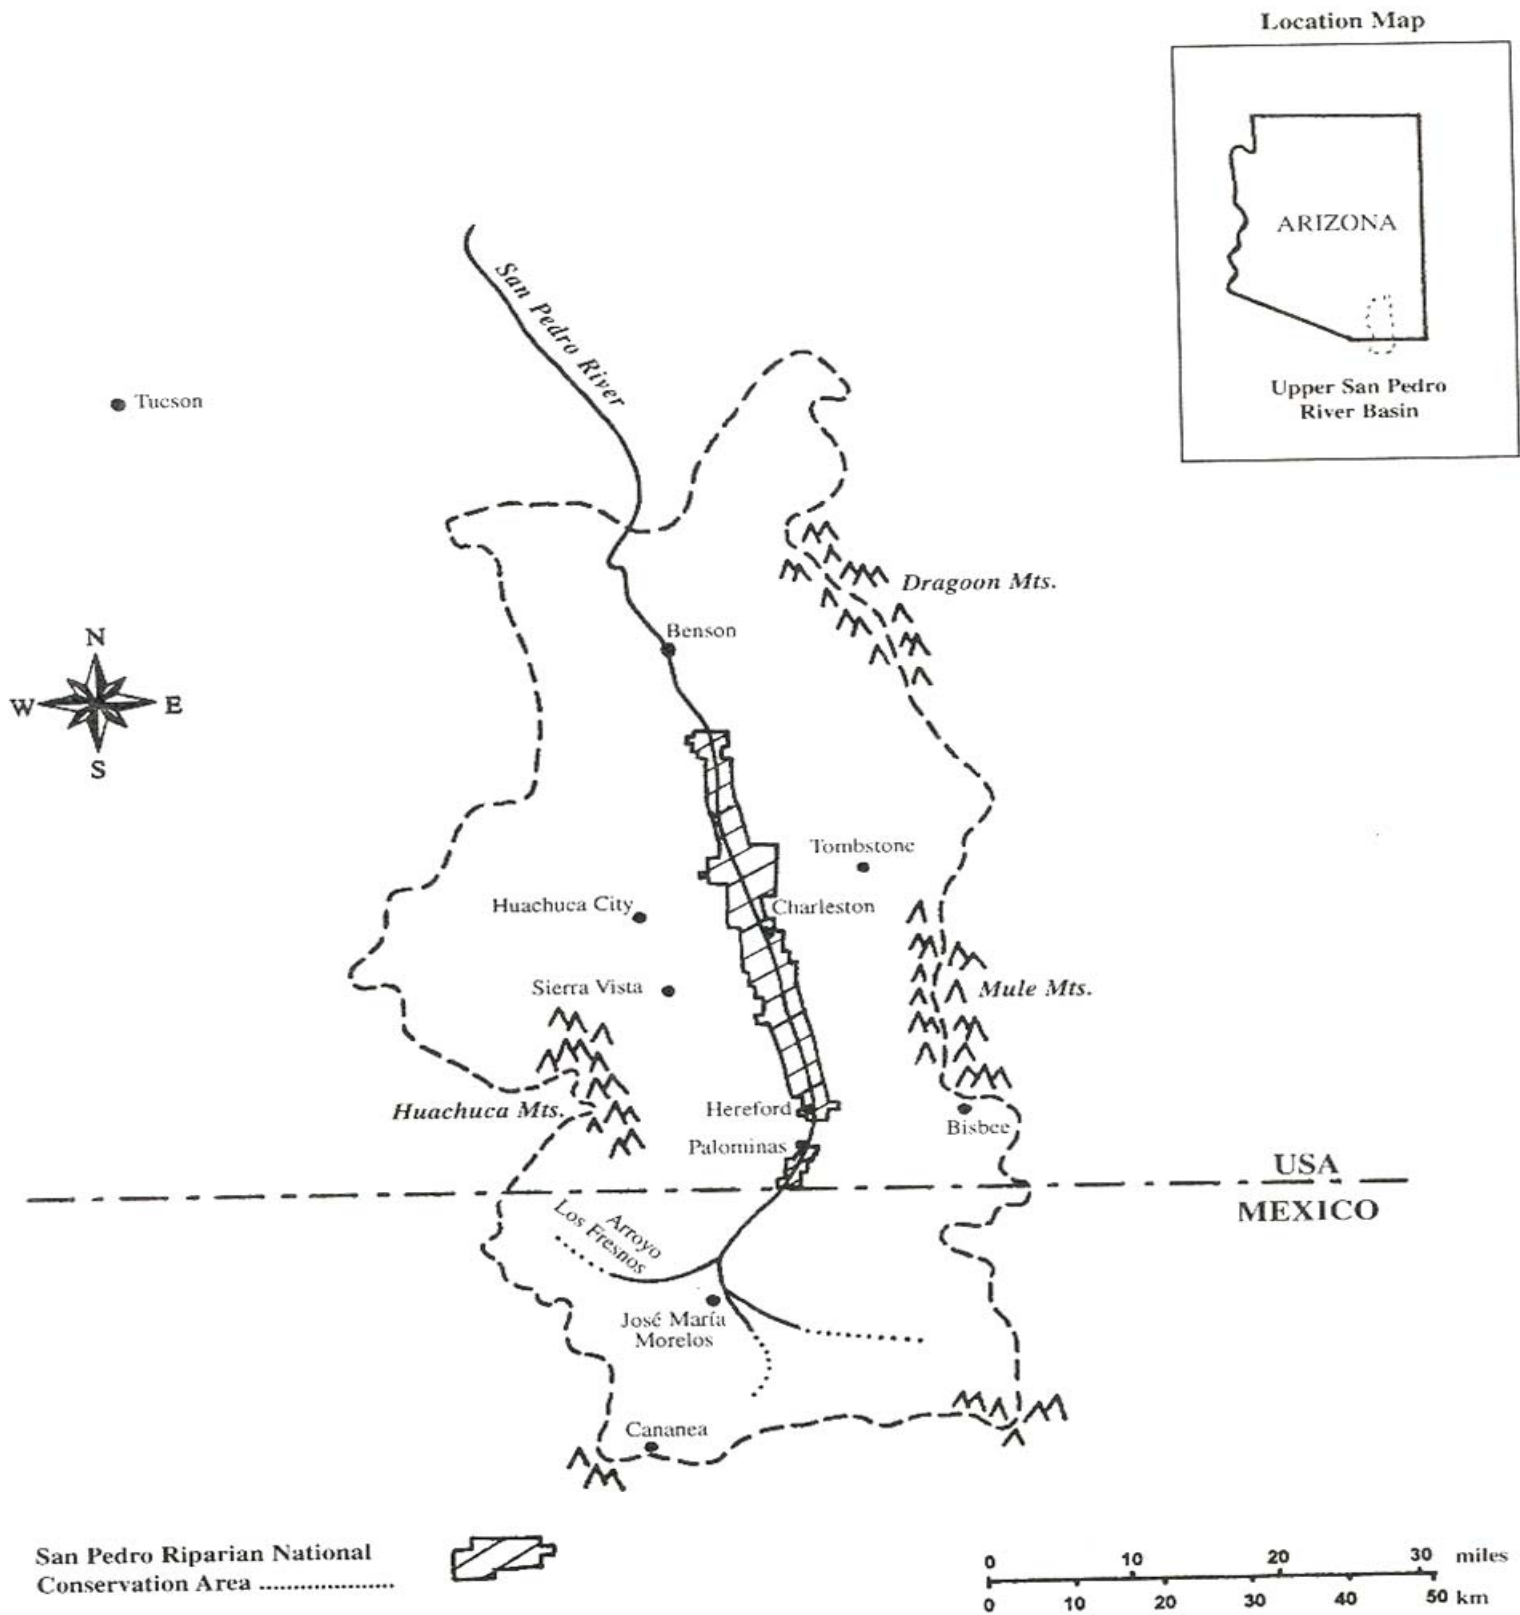 Location Map
ARIZONA
Upper San Pedro
River Basin
San Pedro River
Tucson
Dragoon Mts.
Benson
N
W
E
S
Tombstone
Huachuca City
Charleston
Sierra Vista
Mule Mts.
Huachuca Mts.
Hereford
Bisbee
Palominas
USA
MEXICO
Arroyo
Los Fresnos
José María
Morelos
Cananea
San Pedro Riparian National
Conservation Area ....................
0 10 20 30 miles
0 10 20 30 40 50 km